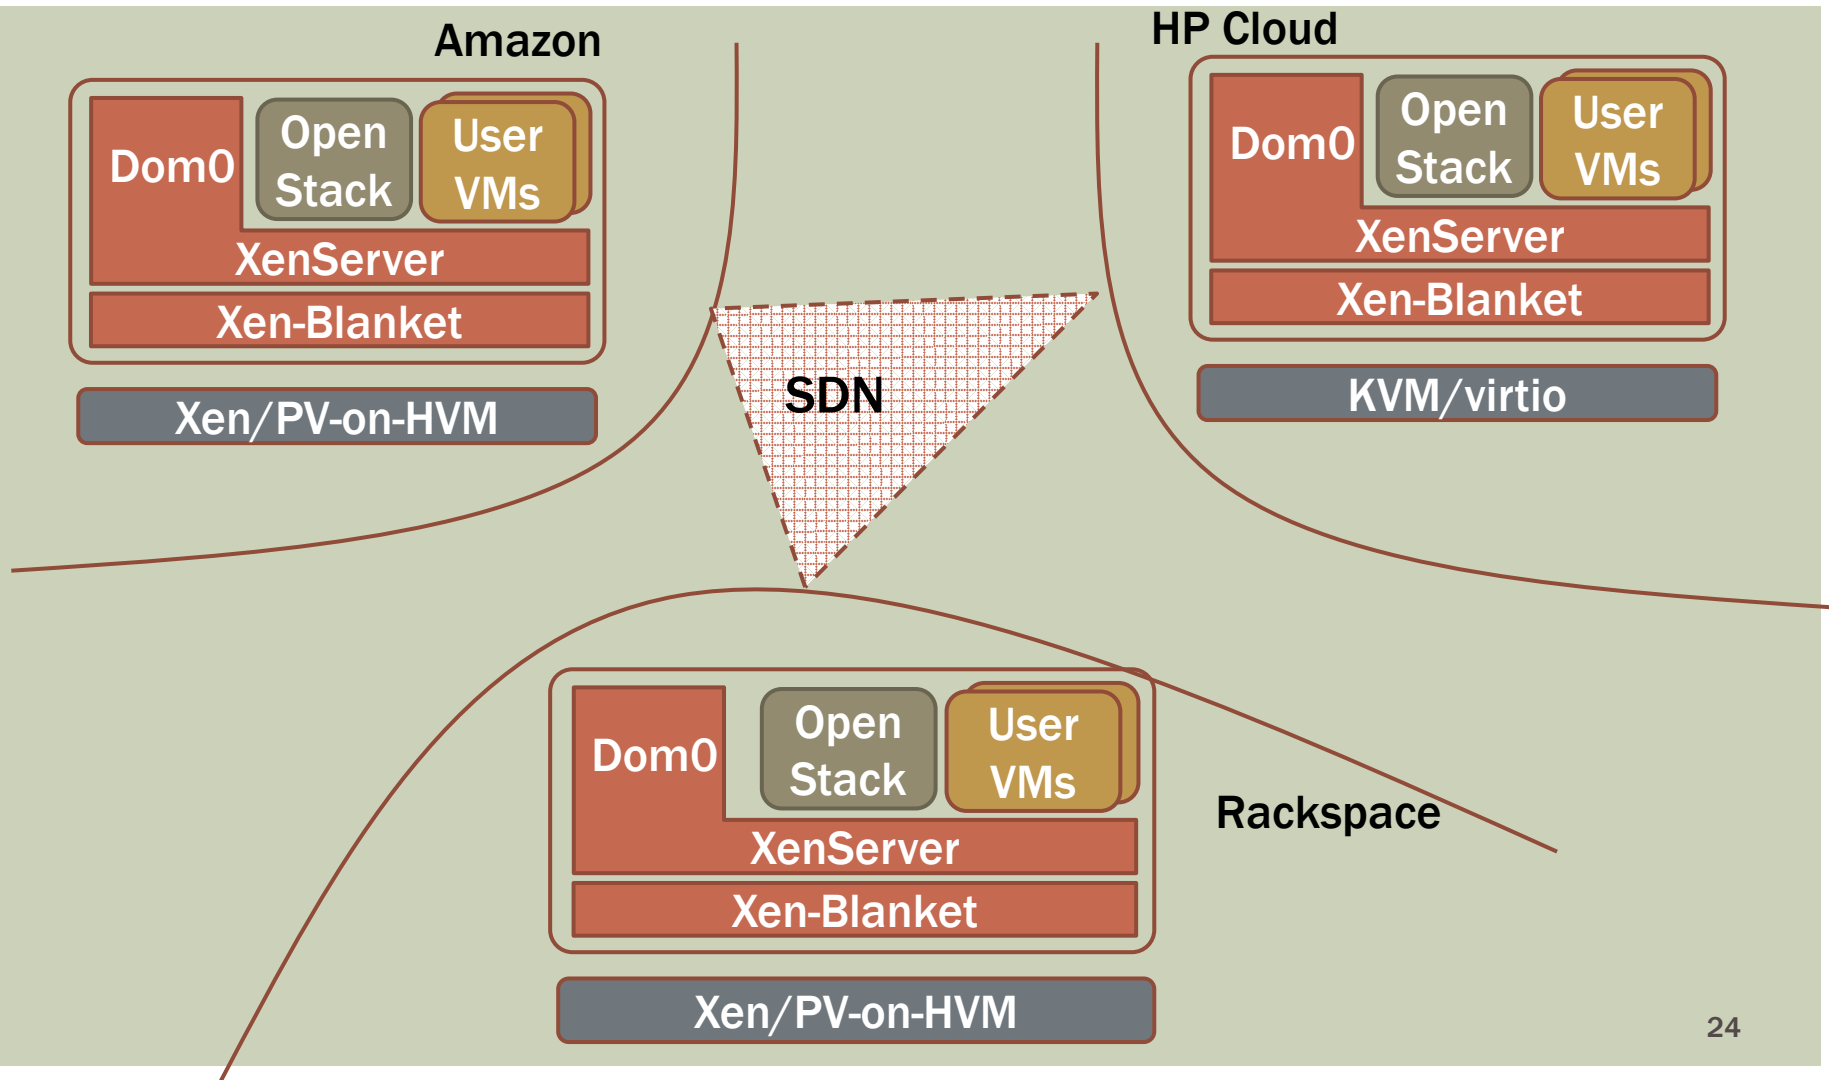 Amazon
Dom0
Open
Stack
User
VMs
XenServer
Xen-Blanket
Xen/PV-on-HVM
HP Cloud
Dom0
Open
Stack
User
VMs
XenServer
Xen-Blanket
KVM/virtio
SDN
Dom0
Open
Stack
User
VMs
XenServer
Xen-Blanket
Xen/PV-on-HVM
Rackspace
24